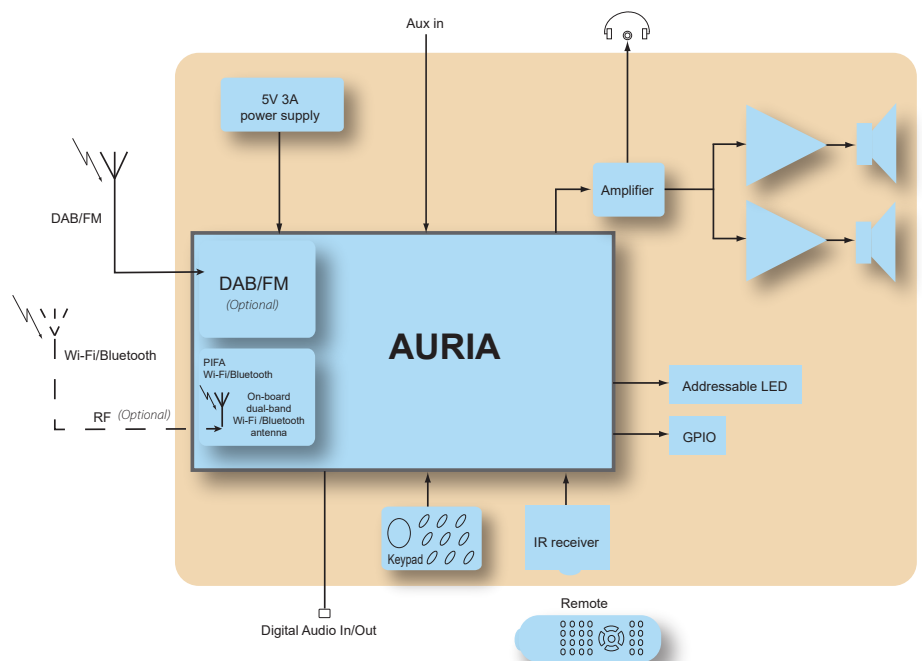 Aux in
5V 3A
power supply
Amplifier
DAB/FM
DAB/FM
(Optional)
AURIA
Wi-Fi/Bluetooth
PIFA
Wi-Fi/Bluetooth
On-board
dual-band
Wi-Fi /Bluetooth
antenna
RF (Optional)
Addressable LED
GPIO
Keypad
IR receiver
Digital Audio In/Out
Remote